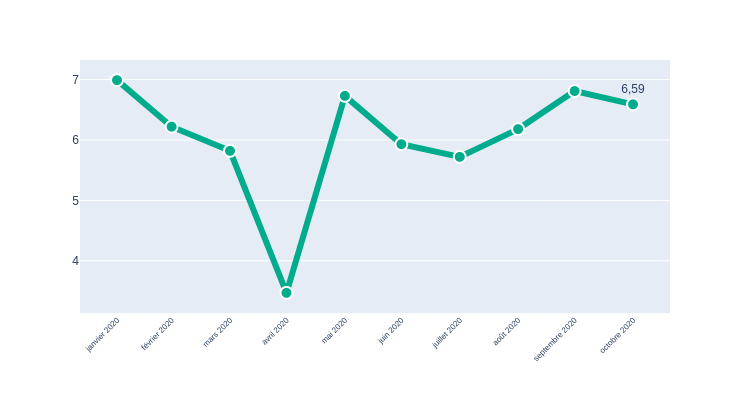 7
6
5
4
6,59
janvier 2020
février 2020
mars 2020
avril 2020
mai 2020
juin 2020
juillet 2020
août 2020
septembre 2020
octobre 2020